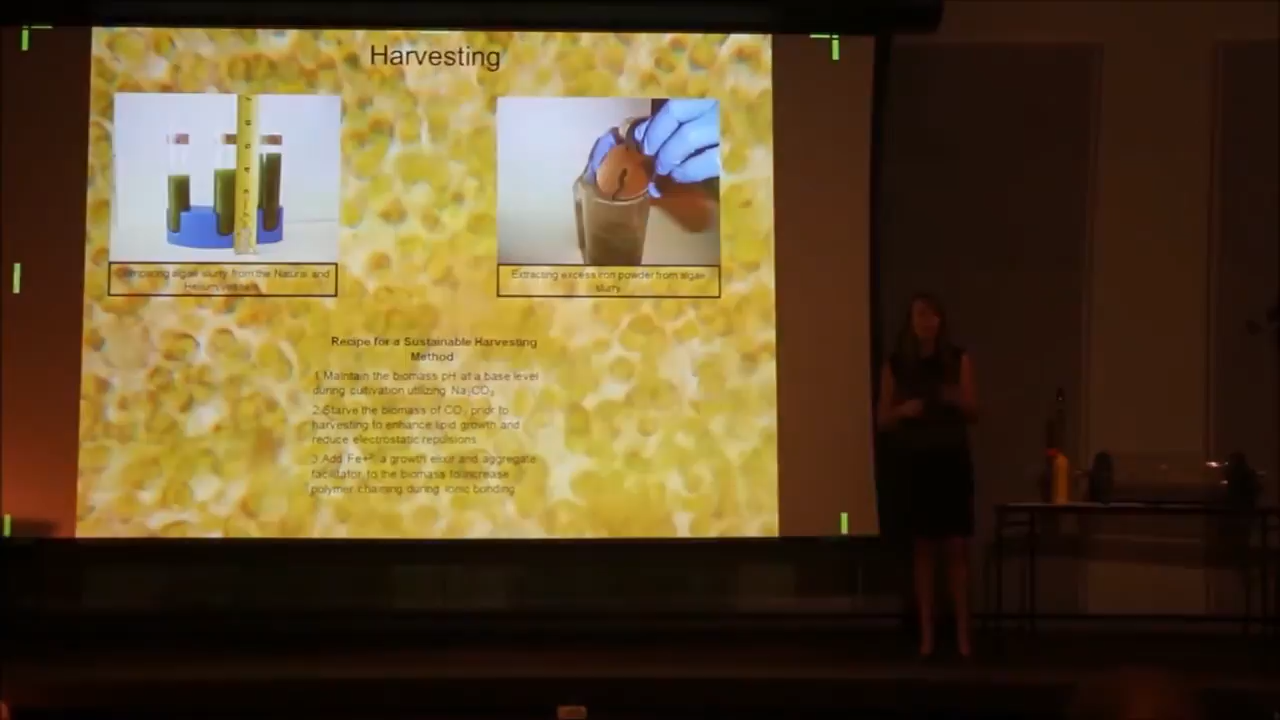 Harvesting
Comparing algae slurry from the Natural and
Helium vessels
Extracting excess iron powder from algae
slurry
Recipe for a Sustainable Harvesting
Method
1.Maintain the biomass pH at a base level
during cultivation utilizing Na₂CO₃
2.Starve the biomass of CO₂ prior to
harvesting to enhance lipid growth and
reduce electrostatic repulsions
3.Add Fe+³, a growth elixir and aggregate
facilitator to the biomass to increase
polymer chaining during ionic bonding